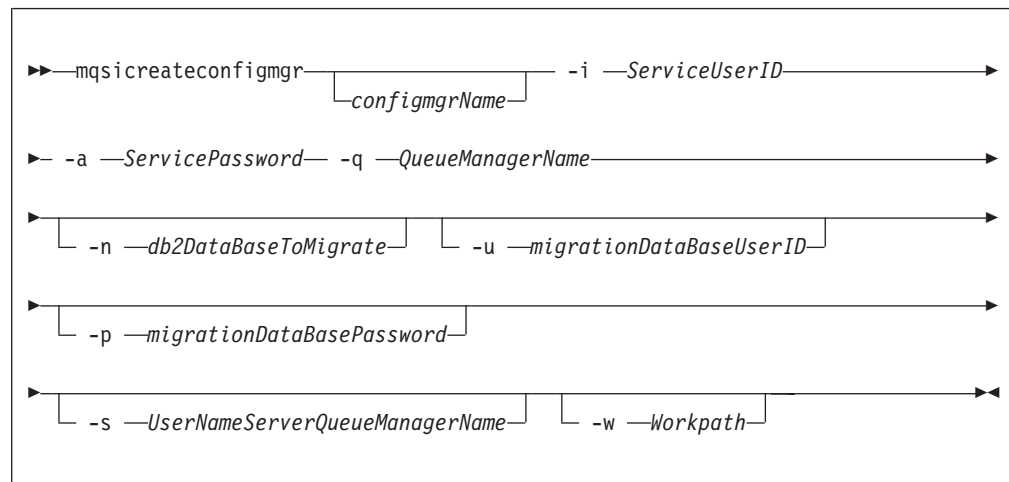 mqsicreateconfigmgr -i ServiceUserID
configmgrName
-a ServicePassword -q QueueManagerName
-n db2DataBaseToMigrate -u migrationDataBaseUserID
-p migrationDataBasePassword
-s UserNameServerQueueManagerName -w Workpath